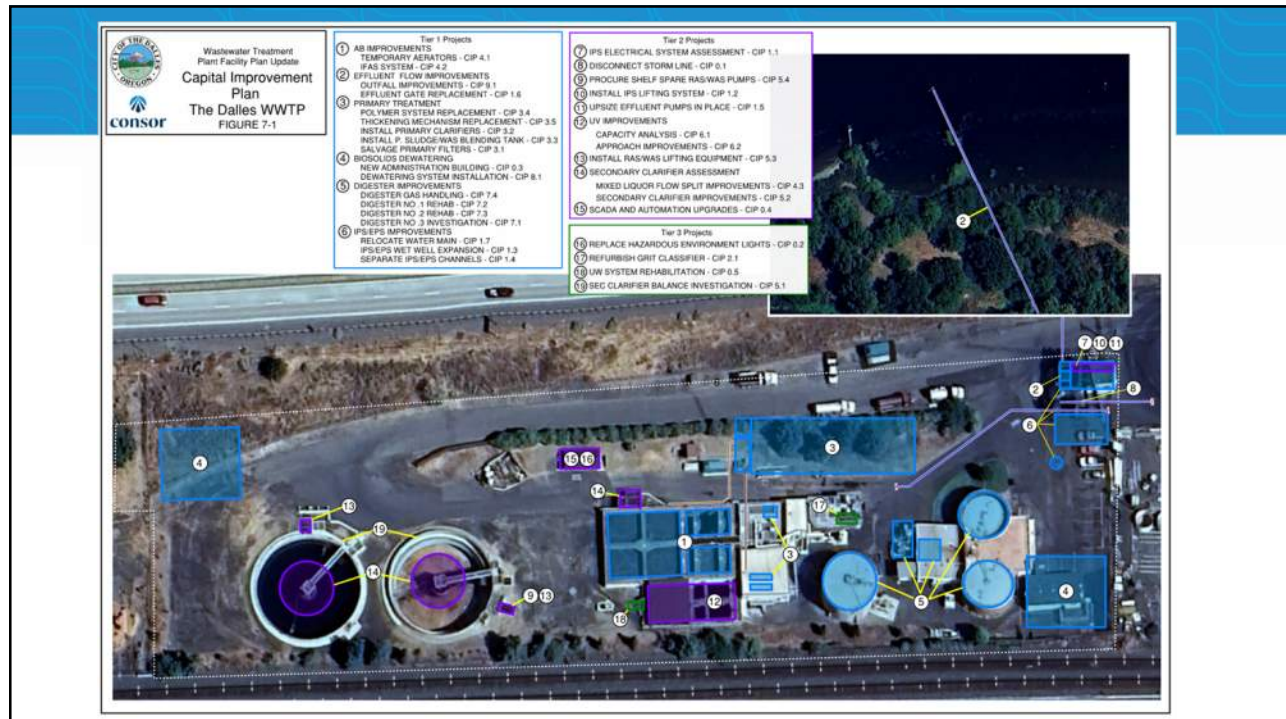 CITY OF THE DALLES
OREGON
consor
Wastewater Treatment
Plant Facility Plan Update
Capital Improvement
Plan
The Dalles WWTP
FIGURE 7-1
Tier 1 Projects
1 AB IMPROVEMENTS
TEMPORARY AERATORS - CIP 4.1
IFAS SYSTEM - CIP 4.2
2 EFFLUENT FLOW IMPROVEMENTS
OUTFALL IMPROVEMENTS - CIP 9.1
EFFLUENT GATE REPLACEMENT - CIP 1.6
3 PRIMARY TREATMENT
POLYMER SYSTEM REPLACEMENT - CIP 3.4
THICKENING MECHANISM REPLACEMENT - CIP 3.5
INSTALL PRIMARY CLARIFIERS - CIP 3.2
INSTALL P. SLUDGE/WAS BLENDING TANK - CIP 3.3
SALVAGE PRIMARY FILTERS - CIP 3.1
4 BIOSOLIDS DEWATERING
NEW ADMINISTRATION BUILDING - CIP 0.3
DEWATERING SYSTEM INSTALLATION - CIP 8.1
5 DIGESTER IMPROVEMENTS
DIGESTER GAS HANDLING - CIP 7.4
DIGESTER NO .1 REHAB - CIP 7.2
DIGESTER NO .2 REHAB - CIP 7.3
DIGESTER NO .3 INVESTIGATION - CIP 7.1
6 IPS/EPS IMPROVEMENTS
RELOCATE WATER MAIN - CIP 1.7
IPS/EPS WET WELL EXPANSION - CIP 1.3
SEPARATE IPS/EPS CHANNELS - CIP 1.4
Tier 2 Projects
7 IPS ELECTRICAL SYSTEM ASSESSMENT - CIP 1.1
8 DISCONNECT STORM LINE - CIP 0.1
9 PROCURE SHELF SPARE RAS/WAS PUMPS - CIP 5.4
10 INSTALL IPS LIFTING SYSTEM - CIP 1.2
11 UPSIZE EFFLUENT PUMPS IN PLACE - CIP 1.5
12 UV IMPROVEMENTS
CAPACITY ANALYSIS - CIP 6.1
APPROACH IMPROVEMENTS - CIP 6.2
13 INSTALL RAS/WAS LIFTING EQUIPMENT - CIP 5.3
14 SECONDARY CLARIFIER ASSESSMENT
MIXED LIQUOR FLOW SPLIT IMPROVEMENTS - CIP 4.3
SECONDARY CLARIFIER IMPROVEMENTS - CIP 5.2
15 SCADA AND AUTOMATION UPGRADES - CIP 0.4
Tier 3 Projects
16 REPLACE HAZARDOUS ENVIRONMENT LIGHTS - CIP 0.2
17 REFURBISH GRIT CLASSIFIER - CIP 2.1
18 UW SYSTEM REHABILITATION - CIP 0.5
19 SEC CLARIFIER BALANCE INVESTIGATION - CIP 5.1
2
7 10 11
2
8
6
4
3
15 16
14
13
17
19
1
3
14
9 13
12
5
4
18